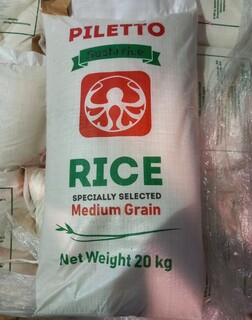 PILETTO
RICE
SPECIALLY SELECTED
Medium Grain
Net Weight 20 kg